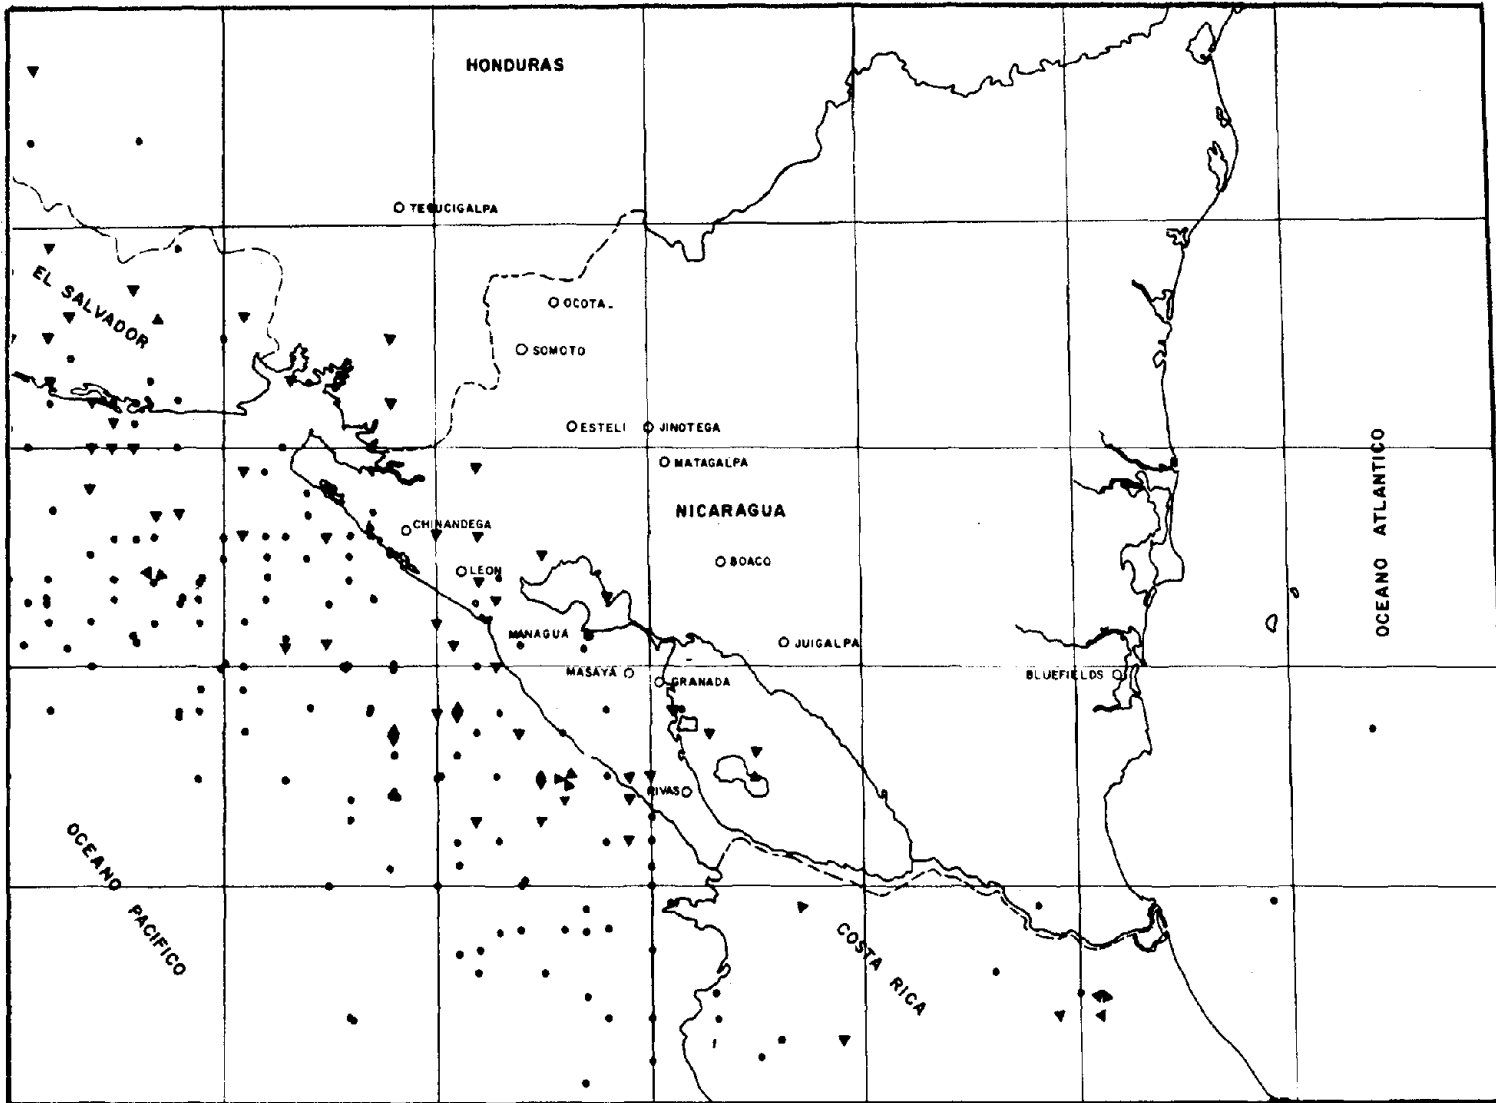 HONDURAS
TEGUCIGALPA
EL SALVADOR
OCOTA
SOMOTO
ESTELI
JINOTEGA
MATAGALPA
NICARAGUA
CHINANDEGA
BOACO
LEON
OCEANO ATLANTICO
MANAGUA
JUIGALPA
MASAYA
GRANADA
BLUEFIELDS
RIVAS
OCEANO PACIFICO
COSTA RICA